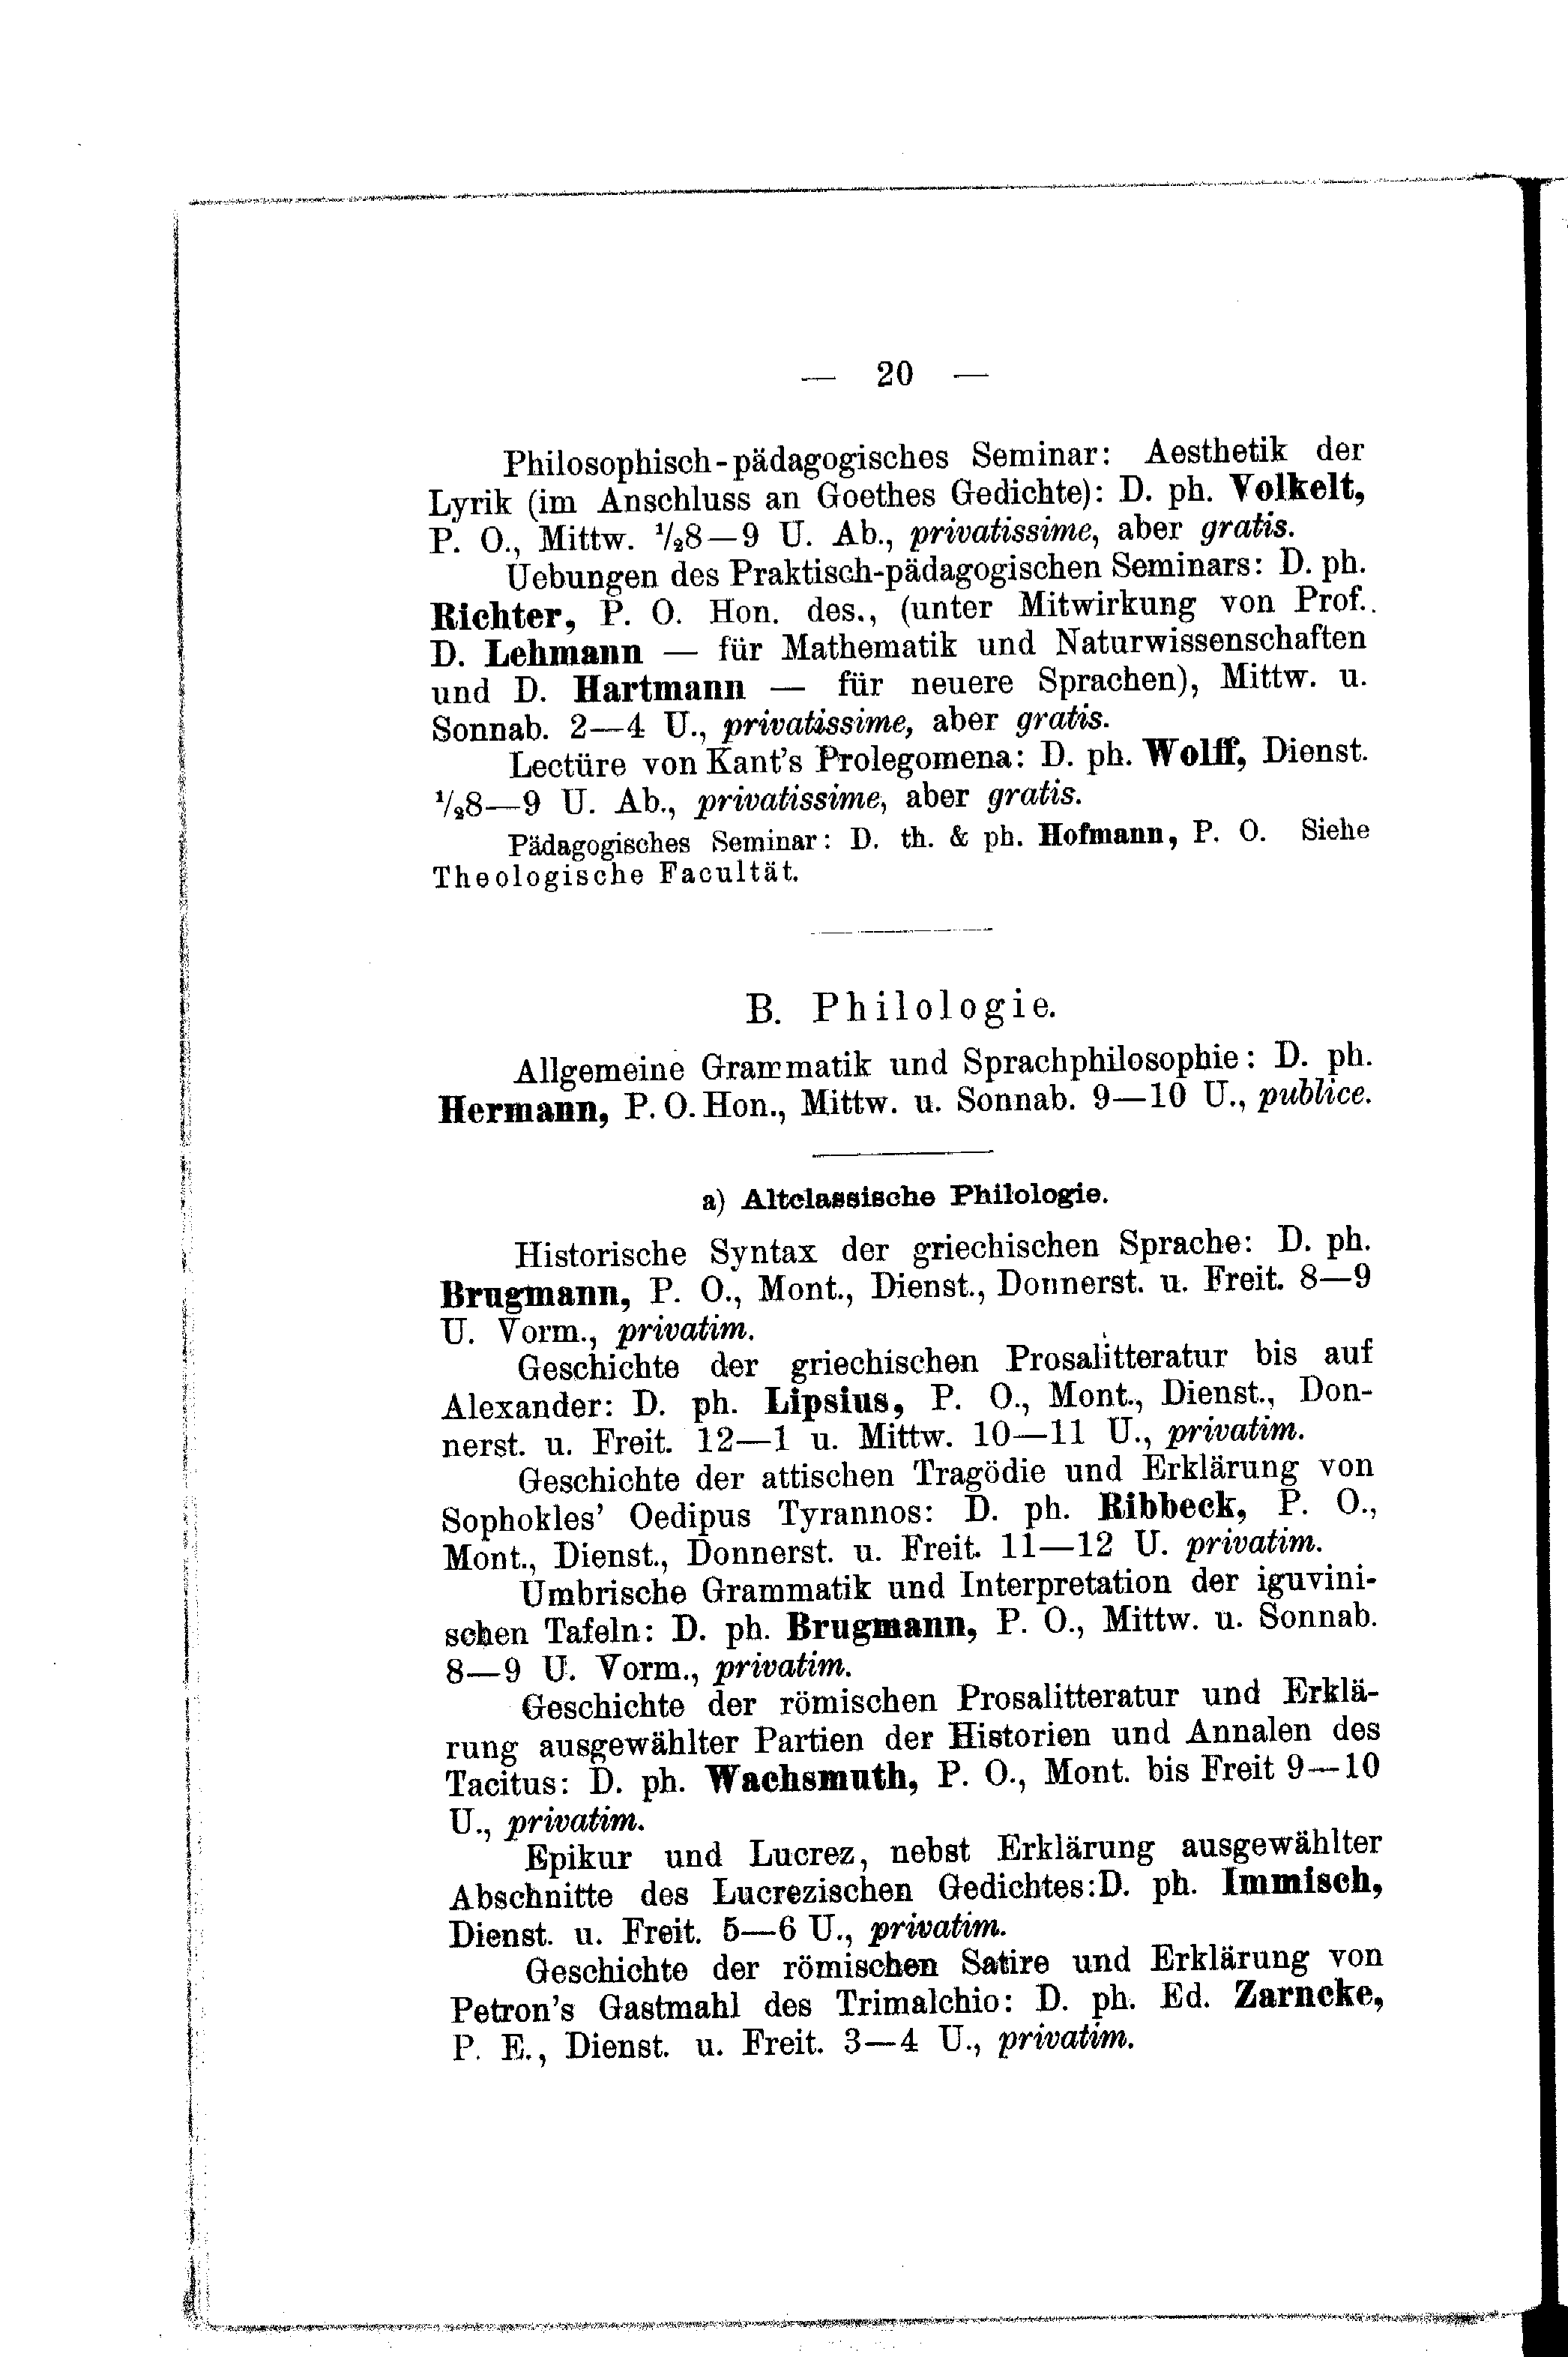 — 20 —
Philosophisch-pädagogisches Seminar: Aesthetik der
Lyrik (im Anschluss an Goethes Gedichte): D. ph. Volkelt,
P. O., Mittw. ½8—9 U. Ab., privatissime, aber gratis.
Uebungen des Praktisch-pädagogischen Seminars: D. ph.
Richter, P. O. Hon. des., (unter Mitwirkung von Prof.
D. Lehmann — für Mathematik und Naturwissenschaften
und D. Hartmann — für neuere Sprachen), Mittw. u.
Sonnab. 2—4 U., privatissime, aber gratis.
Lectüre von Kant's Prolegomena: D. ph. Wolff, Dienst.
½8—9 U. Ab., privatissime, aber gratis.
Pädagogisches Seminar: D. th. & ph. Hofmann, P. O. Siehe
Theologische Facultät.
B. Philologie.
Allgemeine Grammatik und Sprachphilosophie: D. ph.
Hermann, P. O. Hon., Mittw. u. Sonnab. 9—10 U., publice.
a) Altclassische Philologie.
Historische Syntax der griechischen Sprache: D. ph.
Brugmann, P. O., Mont., Dienst., Donnerst. u. Freit. 8—9
U. Vorm., privatim.
Geschichte der griechischen Prosalitteratur bis auf
Alexander: D. ph. Lipsius, P. O., Mont., Dienst., Don-
nerst. u. Freit. 12—1 u. Mittw. 10—11 U., privatim.
Geschichte der attischen Tragödie und Erklärung von
Sophokles' Oedipus Tyrannos: D. ph. Ribbeck, P. O.,
Mont., Dienst., Donnerst. u. Freit. 11—12 U. privatim.
Umbrische Grammatik und Interpretation der iguvini-
schen Tafeln: D. ph. Brugmann, P. O., Mittw. u. Sonnab.
8—9 U. Vorm., privatim.
Geschichte der römischen Prosalitteratur und Erklä-
rung ausgewählter Partien der Historien und Annalen des
Tacitus: D. ph. Wachsmuth, P. O., Mont. bis Freit 9—10
U., privatim.
Epikur und Lucrez, nebst Erklärung ausgewählter
Abschnitte des Lucrezischen Gedichtes:D. ph. Immisch,
Dienst. u. Freit. 5—6 U., privatim.
Geschichte der römischen Satire und Erklärung von
Petron's Gastmahl des Trimalchio: D. ph. Ed. Zarncke,
P. E., Dienst. u. Freit. 3—4 U., privatim.